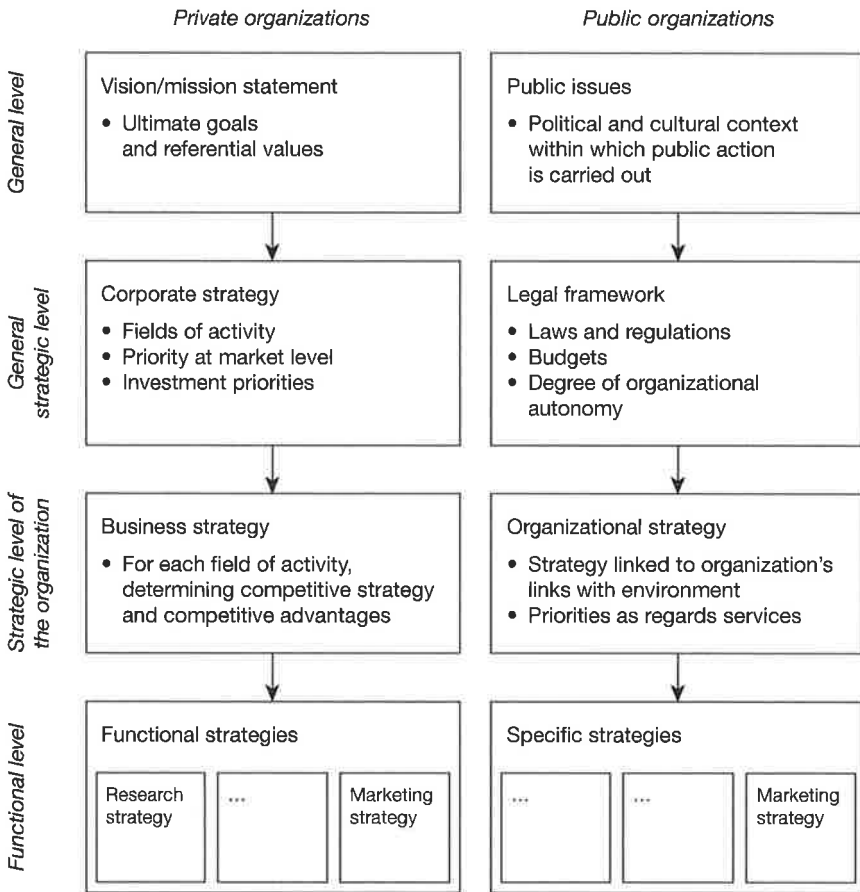 Private organizations
Public organizations
General level
Vision/mission statement
• Ultimate goals
and referential values
Public issues
• Political and cultural context
within which public action
is carried out
General
strategic level
Corporate strategy
• Fields of activity
• Priority at market level
• Investment priorities
Legal framework
• Laws and regulations
• Budgets
• Degree of organizational
autonomy
Strategic level of
the organization
Business strategy
• For each field of activity,
determining competitive strategy
and competitive advantages
Organizational strategy
• Strategy linked to organization's
links with environment
• Priorities as regards services
Functional level
Functional strategies
Research
strategy
...
Marketing
strategy
Specific strategies
...
...
Marketing
strategy